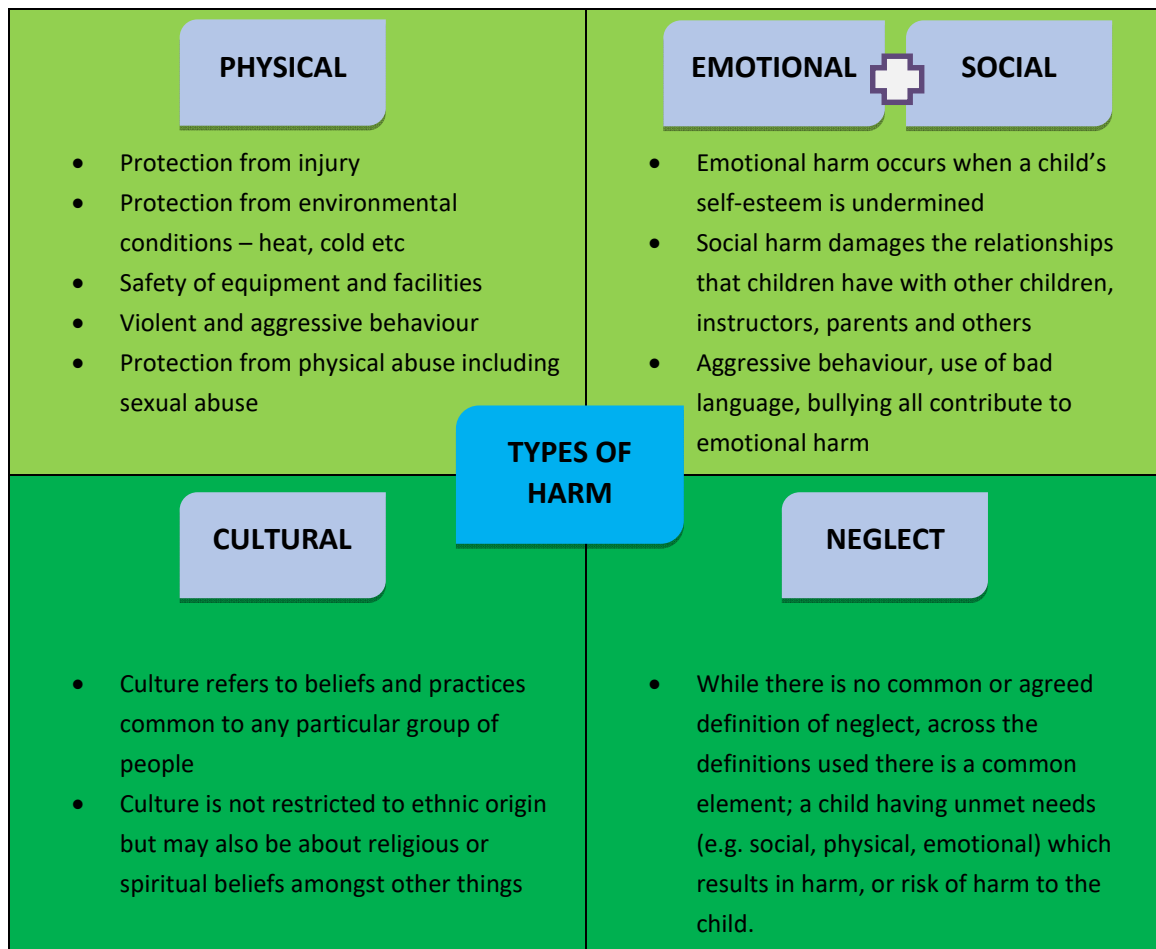 PHYSICAL
• Protection from injury
• Protection from environmental
conditions – heat, cold etc
• Safety of equipment and facilities
• Violent and aggressive behaviour
• Protection from physical abuse including
sexual abuse
EMOTIONAL
SOCIAL
• Emotional harm occurs when a child’s
self-esteem is undermined
• Social harm damages the relationships
that children have with other children,
instructors, parents and others
• Aggressive behaviour, use of bad
language, bullying all contribute to
emotional harm
TYPES OF
HARM
CULTURAL
• Culture refers to beliefs and practices
common to any particular group of
people
• Culture is not restricted to ethnic origin
but may also be about religious or
spiritual beliefs amongst other things
NEGLECT
• While there is no common or agreed
definition of neglect, across the
definitions used there is a common
element; a child having unmet needs
(e.g. social, physical, emotional) which
results in harm, or risk of harm to the
child.